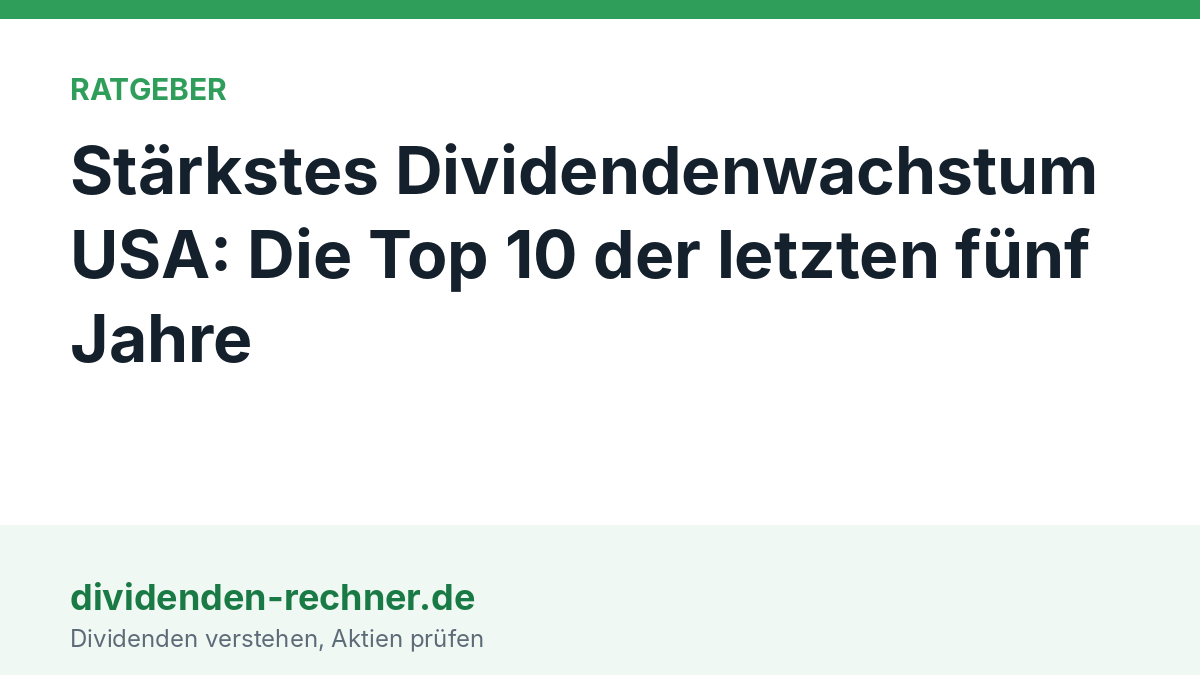 RATGEBER
Stärkstes Dividendenwachstum
USA: Die Top 10 der letzten fünf
Jahre
dividenden-rechner.de
Dividenden verstehen, Aktien prüfen